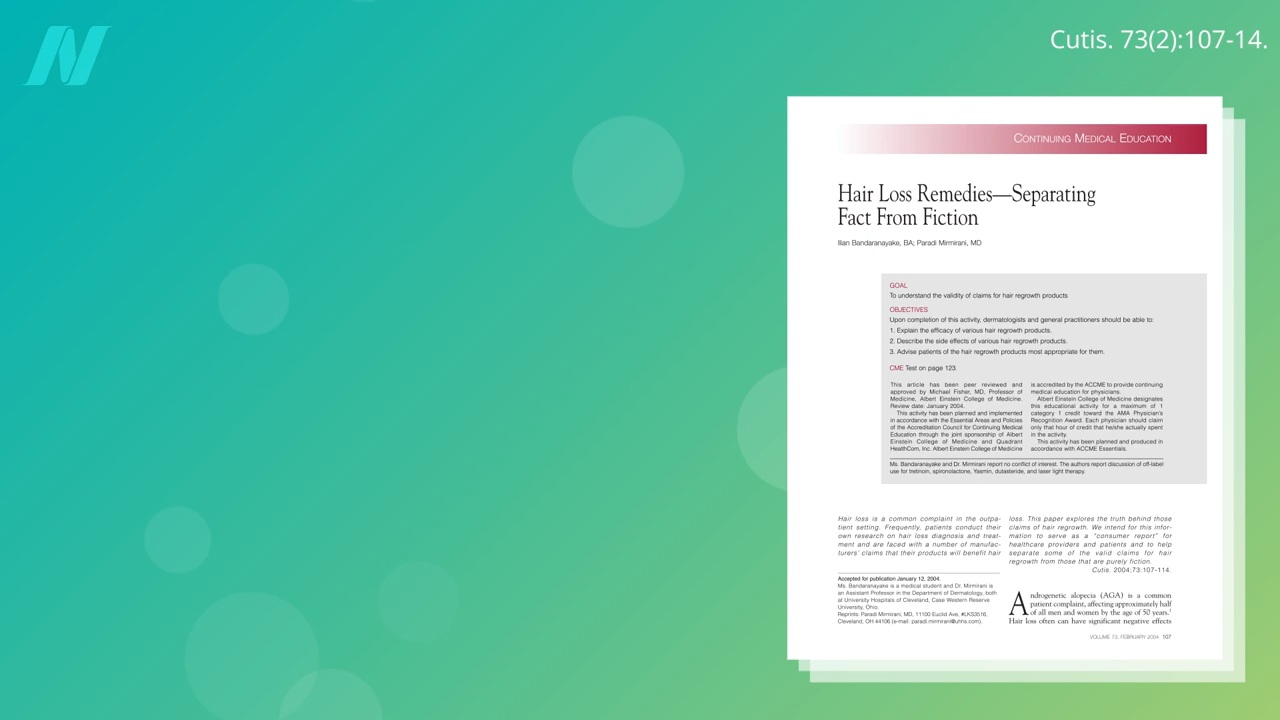 Cutis. 73(2):107-14.
CONTINUING MEDICAL EDUCATION
Hair Loss Remedies—Separating
Fact From Fiction
Ilian Bandaranayake, BA; Paradi Mirmirani, MD
GOAL
To understand the validity of claims for hair regrowth products
OBJECTIVES
Upon completion of this activity, dermatologists and general practitioners should be able to:
1. Explain the efficacy of various hair regrowth products.
2. Describe the side effects of various hair regrowth products.
3. Advise patients of the hair regrowth products most appropriate for them.
CME Test on page 123.
This article has been peer reviewed and
approved by Michael Fisher, MD, Professor of
Medicine, Albert Einstein College of Medicine.
Review date: January 2004.
This activity has been planned and implemented
in accordance with the Essential Areas and Policies
of the Accreditation Council for Continuing Medical
Education through the joint sponsorship of Albert
Einstein College of Medicine and Quadrant
HealthCom, Inc. Albert Einstein College of Medicine
is accredited by the ACCME to provide continuing
medical education for physicians.
Albert Einstein College of Medicine designates
this educational activity for a maximum of 1
category 1 credit toward the AMA Physician's
Recognition Award. Each physician should claim
only that hour of credit that he/she actually spent
in the activity.
This activity has been planned and produced in
accordance with ACCME Essentials.
Ms. Bandaranayake and Dr. Mirmirani report no conflict of interest. The authors report discussion of off-label
use for tretinoin, spironolactone, Yasmin, dutasteride, and laser light therapy.
Hair loss is a common complaint in the outpa-
tient setting. Frequently, patients conduct their
own research on hair loss diagnosis and treat-
ment and are faced with a number of manufac-
turers' claims that their products will benefit hair
loss. This paper explores the truth behind those
claims of hair regrowth. We intend for this infor-
mation to serve as a "consumer report" for
healthcare providers and patients and to help
separate some of the valid claims for hair
regrowth from those that are purely fiction.
Cutis. 2004;73:107-114.
Accepted for publication January 12, 2004.
Ms. Bandaranayake is a medical student and Dr. Mirmirani is
an Assistant Professor in the Department of Dermatology, both
at University Hospitals of Cleveland, Case Western Reserve
University, Ohio.
Reprints: Paradi Mirmirani, MD, 11100 Euclid Ave, #LKS3516,
Cleveland, OH 44106 (e-mail: paradi.mirmirani@uhhs.com).
Androgenetic alopecia (AGA) is a common
patient complaint, affecting approximately half
of all men and women by the age of 50 years.1
Hair loss often can have significant negative effects
VOLUME 73, FEBRUARY 2004 107